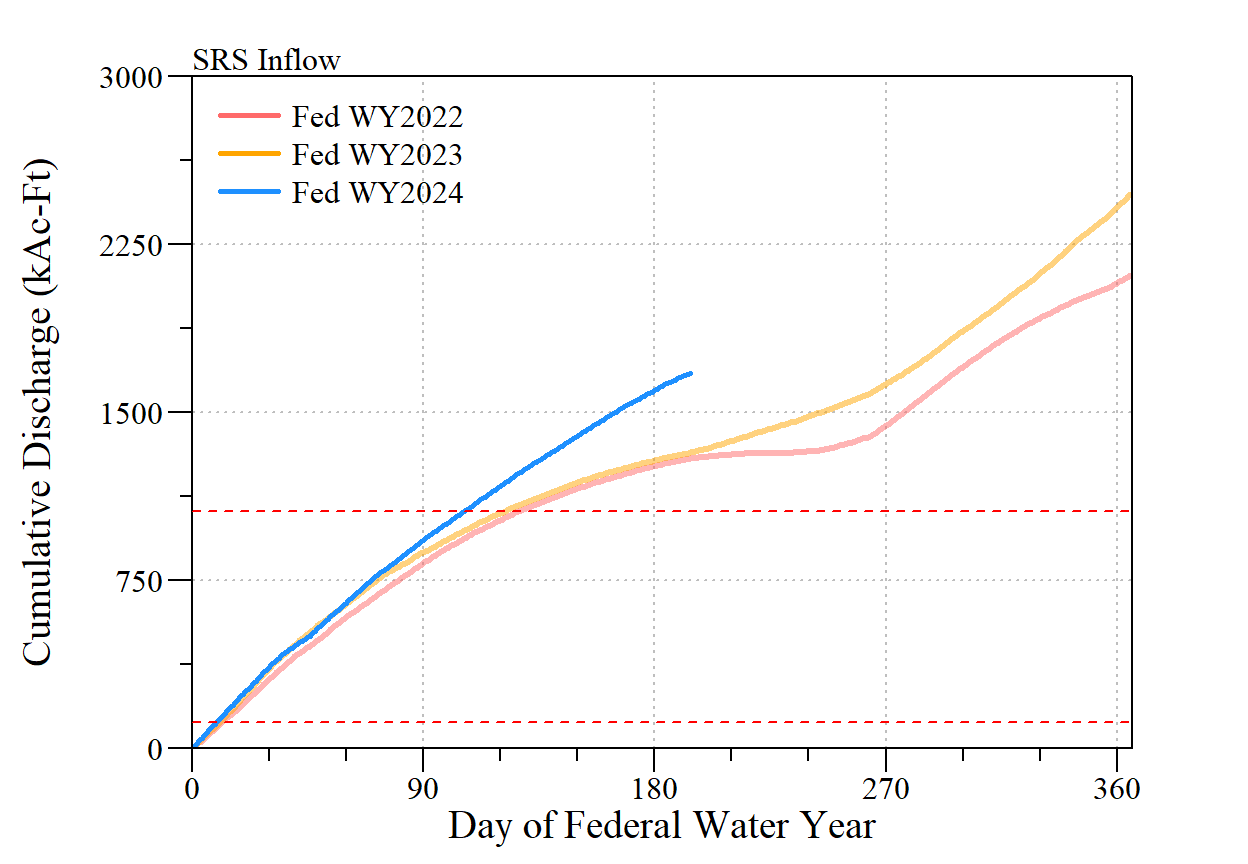 SRS Inflow
3000
Fed WY2022
Fed WY2023
Fed WY2024
2250
1500
750
0
Cumulative Discharge (kAc-Ft)
0 90 180 270 360
Day of Federal Water Year